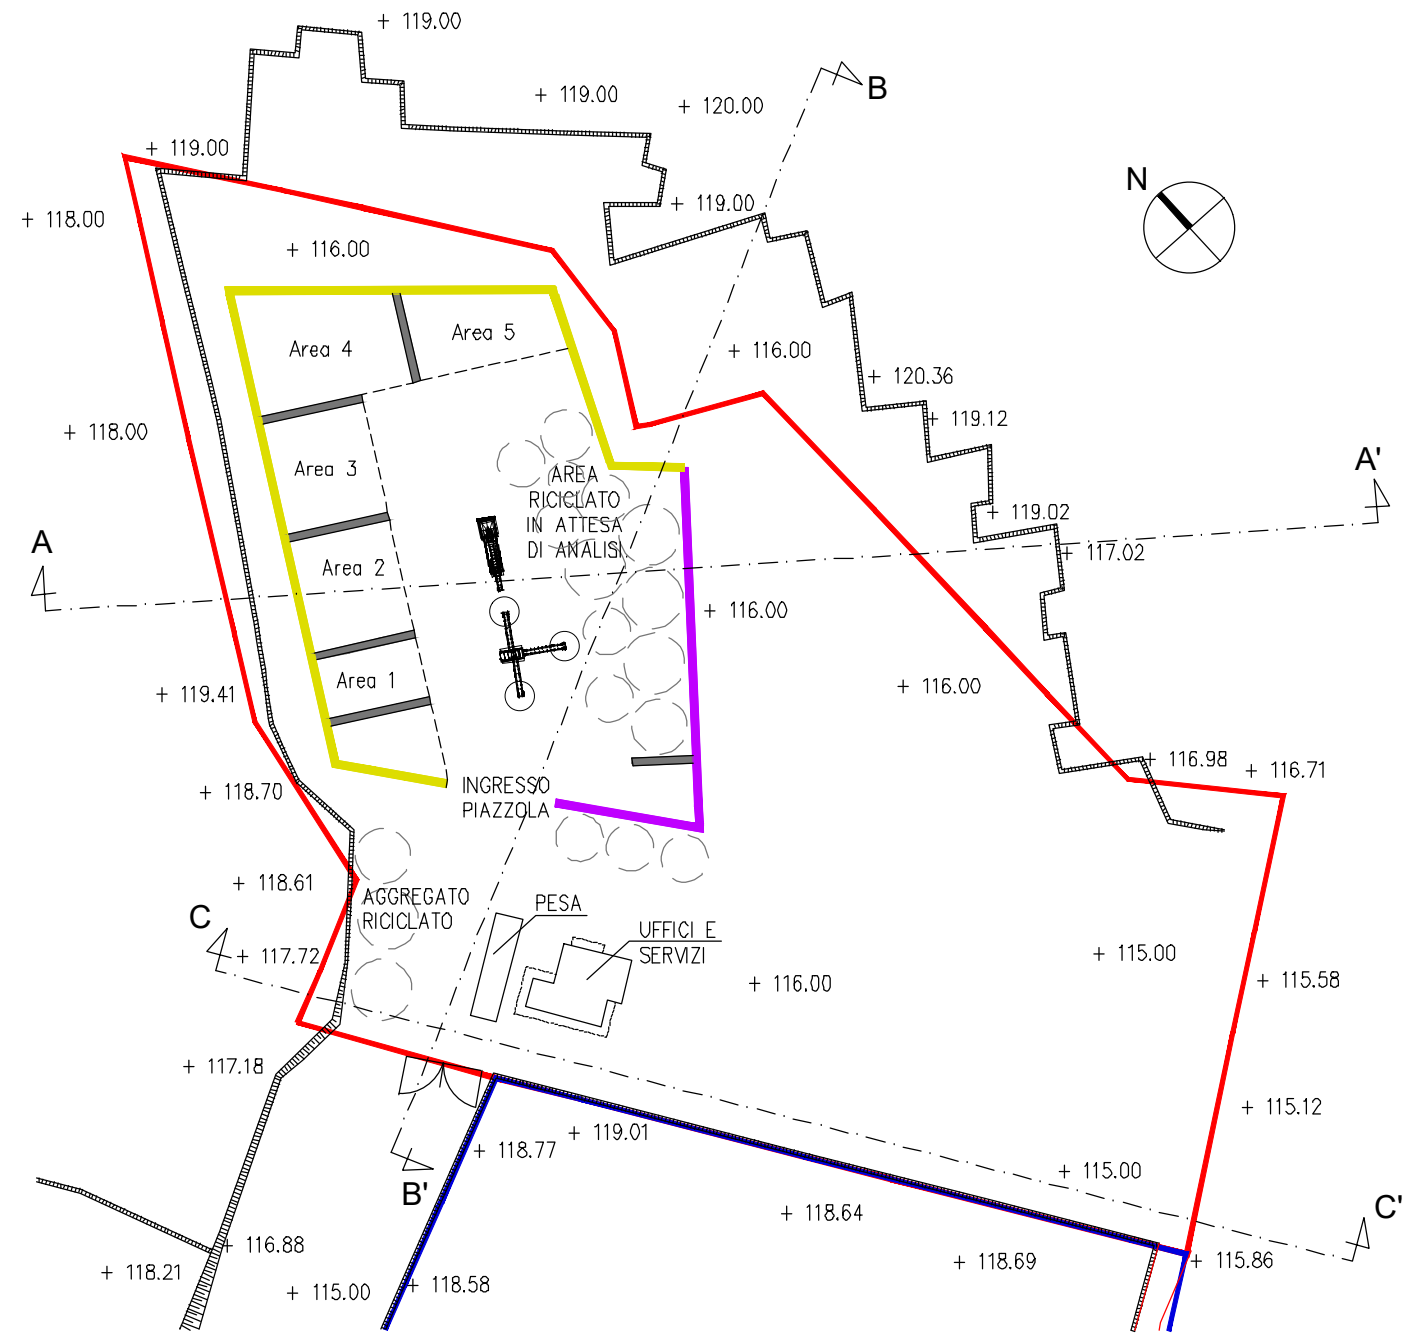 + 119.00
B
+ 119.00
+ 120.00
+ 119.00
N
+ 118.00
+ 119.00
+ 116.00
Area 5
Area 4
+ 116.00
+ 120.36
+ 118.00
+ 119.12
Area 3
A'
AREA
RICICLATO
IN ATTESA
DI ANALISI
+ 119.02
A
+ 117.02
Area 2
+ 116.00
Area 1
+ 119.41
+ 116.00
+ 116.98
+ 116.71
+ 118.70
INGRESSO
PIAZZOLA
+ 118.61
AGGREGATO
RICICLATO
PESA
C
UFFICI E
SERVIZI
+ 117.72
+ 115.00
+ 116.00
+ 115.58
+ 117.18
+ 115.12
+ 119.01
+ 118.77
+ 115.00
B'
+ 118.64
C'
+ 116.88
+ 118.21
+ 118.69
+ 115.86
+ 115.00
+ 118.58